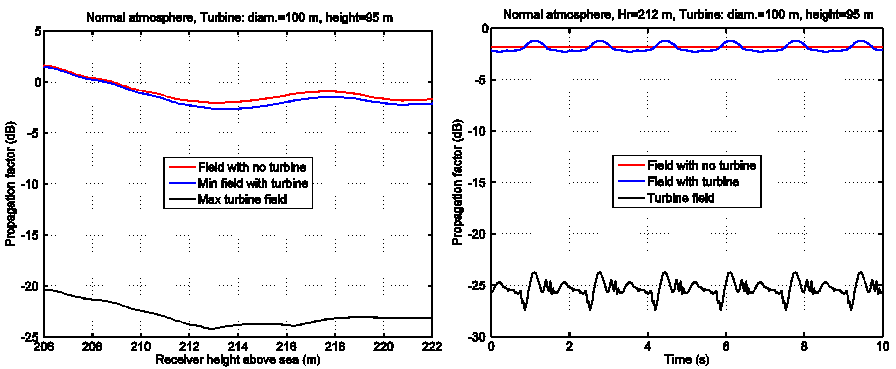 Normal atmosphere, Turbine: diam.=100 m, height=95 m
5
0
-5
-10
-15
-20
-25
Propagation factor (dB)
Field with no turbine
Min field with turbine
Max turbine field
206
208
210
212
214
216
218
220
222
Receiver height above sea (m)
Normal atmosphere, Hr=212 m, Turbine: diam.=100 m, height=95 m
0
-5
-10
-15
-20
-25
-30
Propagation factor (dB)
Field with no turbine
Field with turbine
Turbine field
0
2
4
6
8
10
Time (s)